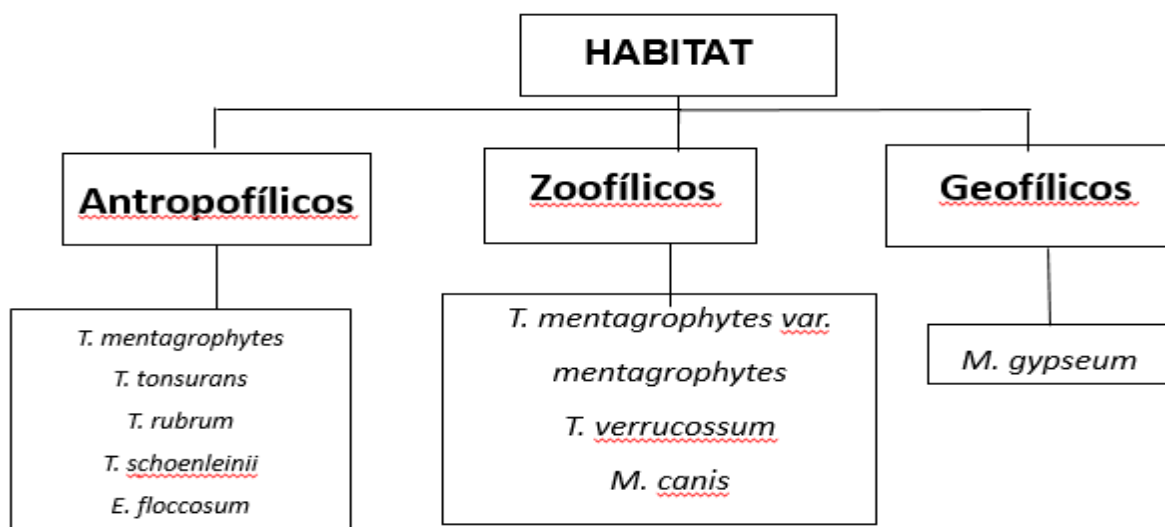 HABITAT
Antropofílicos
Zoofílicos
Geofílicos
T. mentagrophytes
T. tonsurans
T. rubrum
T. schoenleinii
E. floccosum
T. mentagrophytes var.
mentagrophytes
T. verrucossum
M. canis
M. gypseum